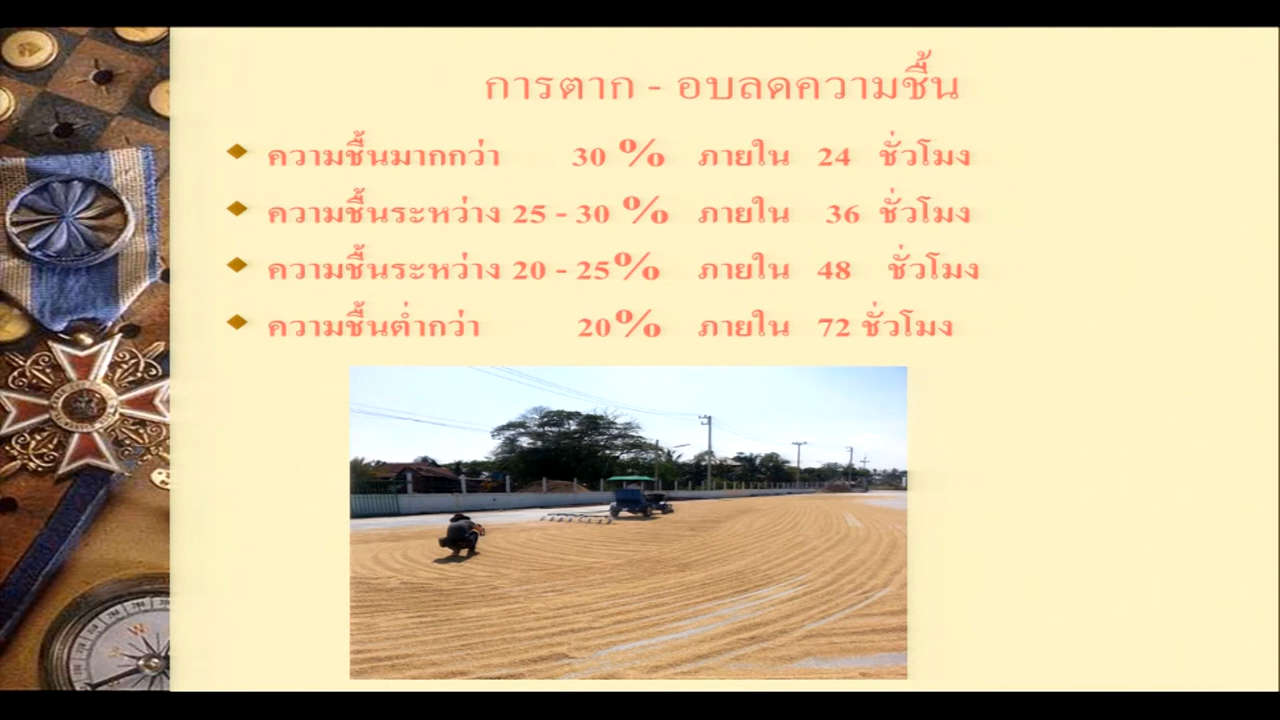 การตาก - อบลดความชื้น
ความชื้นมากกว่า 30 % ภายใน 24 ชั่วโมง
ความชื้นระหว่าง 25 - 30 % ภายใน 36 ชั่วโมง
ความชื้นระหว่าง 20 - 25% ภายใน 48 ชั่วโมง
ความชื้นต่ำกว่า 20% ภายใน 72 ชั่วโมง